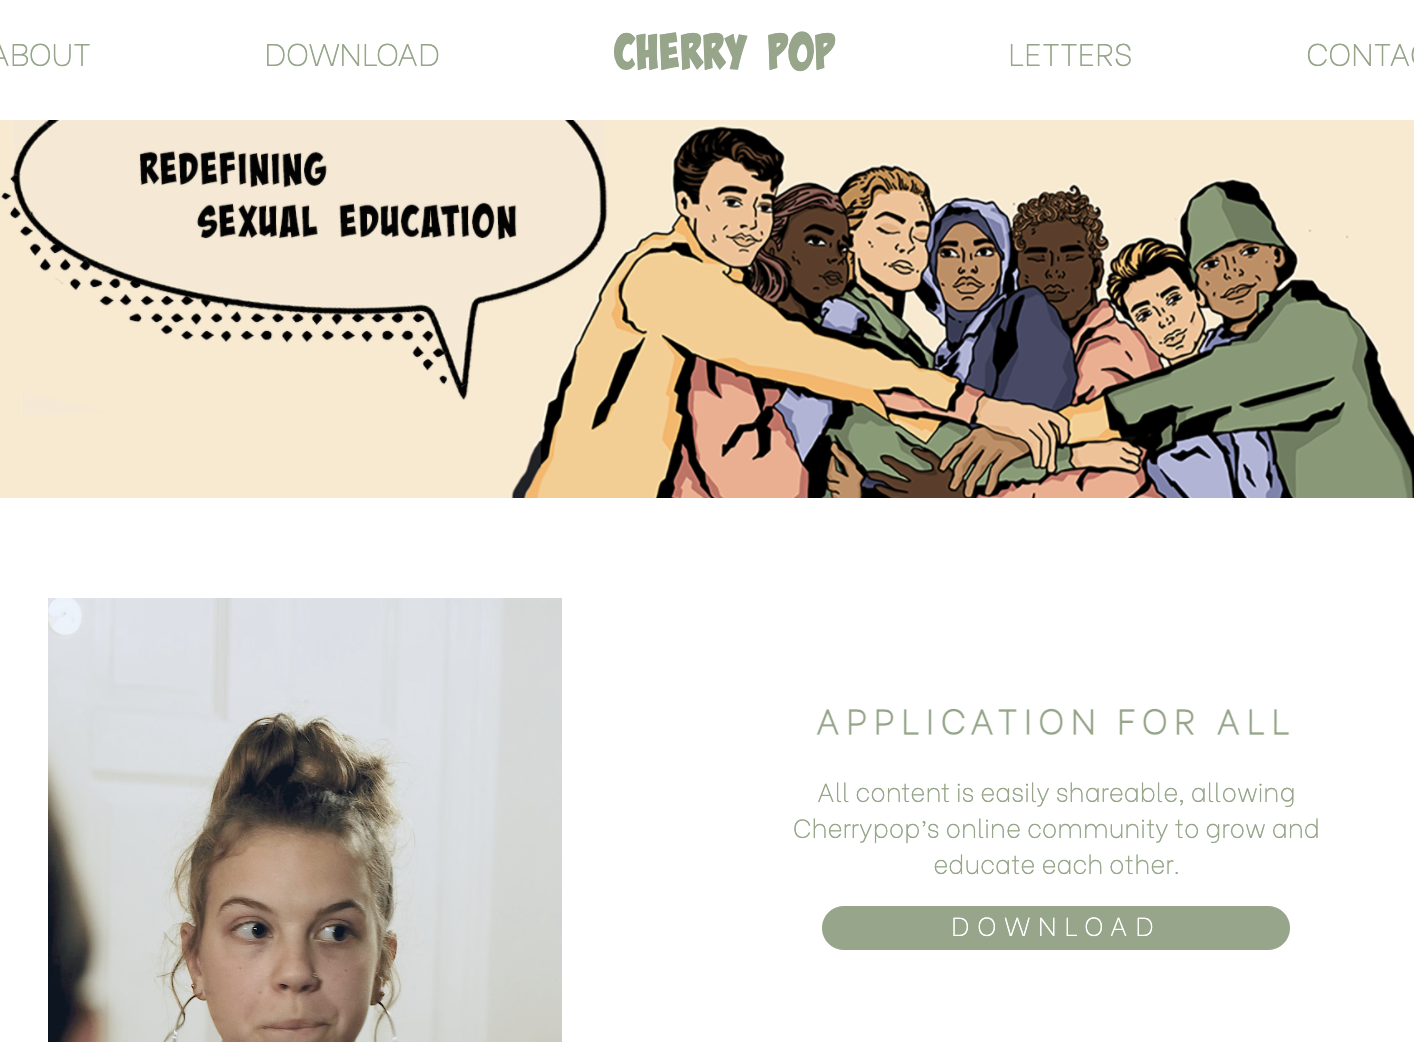 ABOUT
DOWNLOAD
CHERRY POP
LETTERS
CONTAC
REDEFINING
SEXUAL EDUCATION
APPLICATION FOR ALL
All content is easily shareable, allowing
Cherrypop's online community to grow and
educate each other.
DOWNLOAD